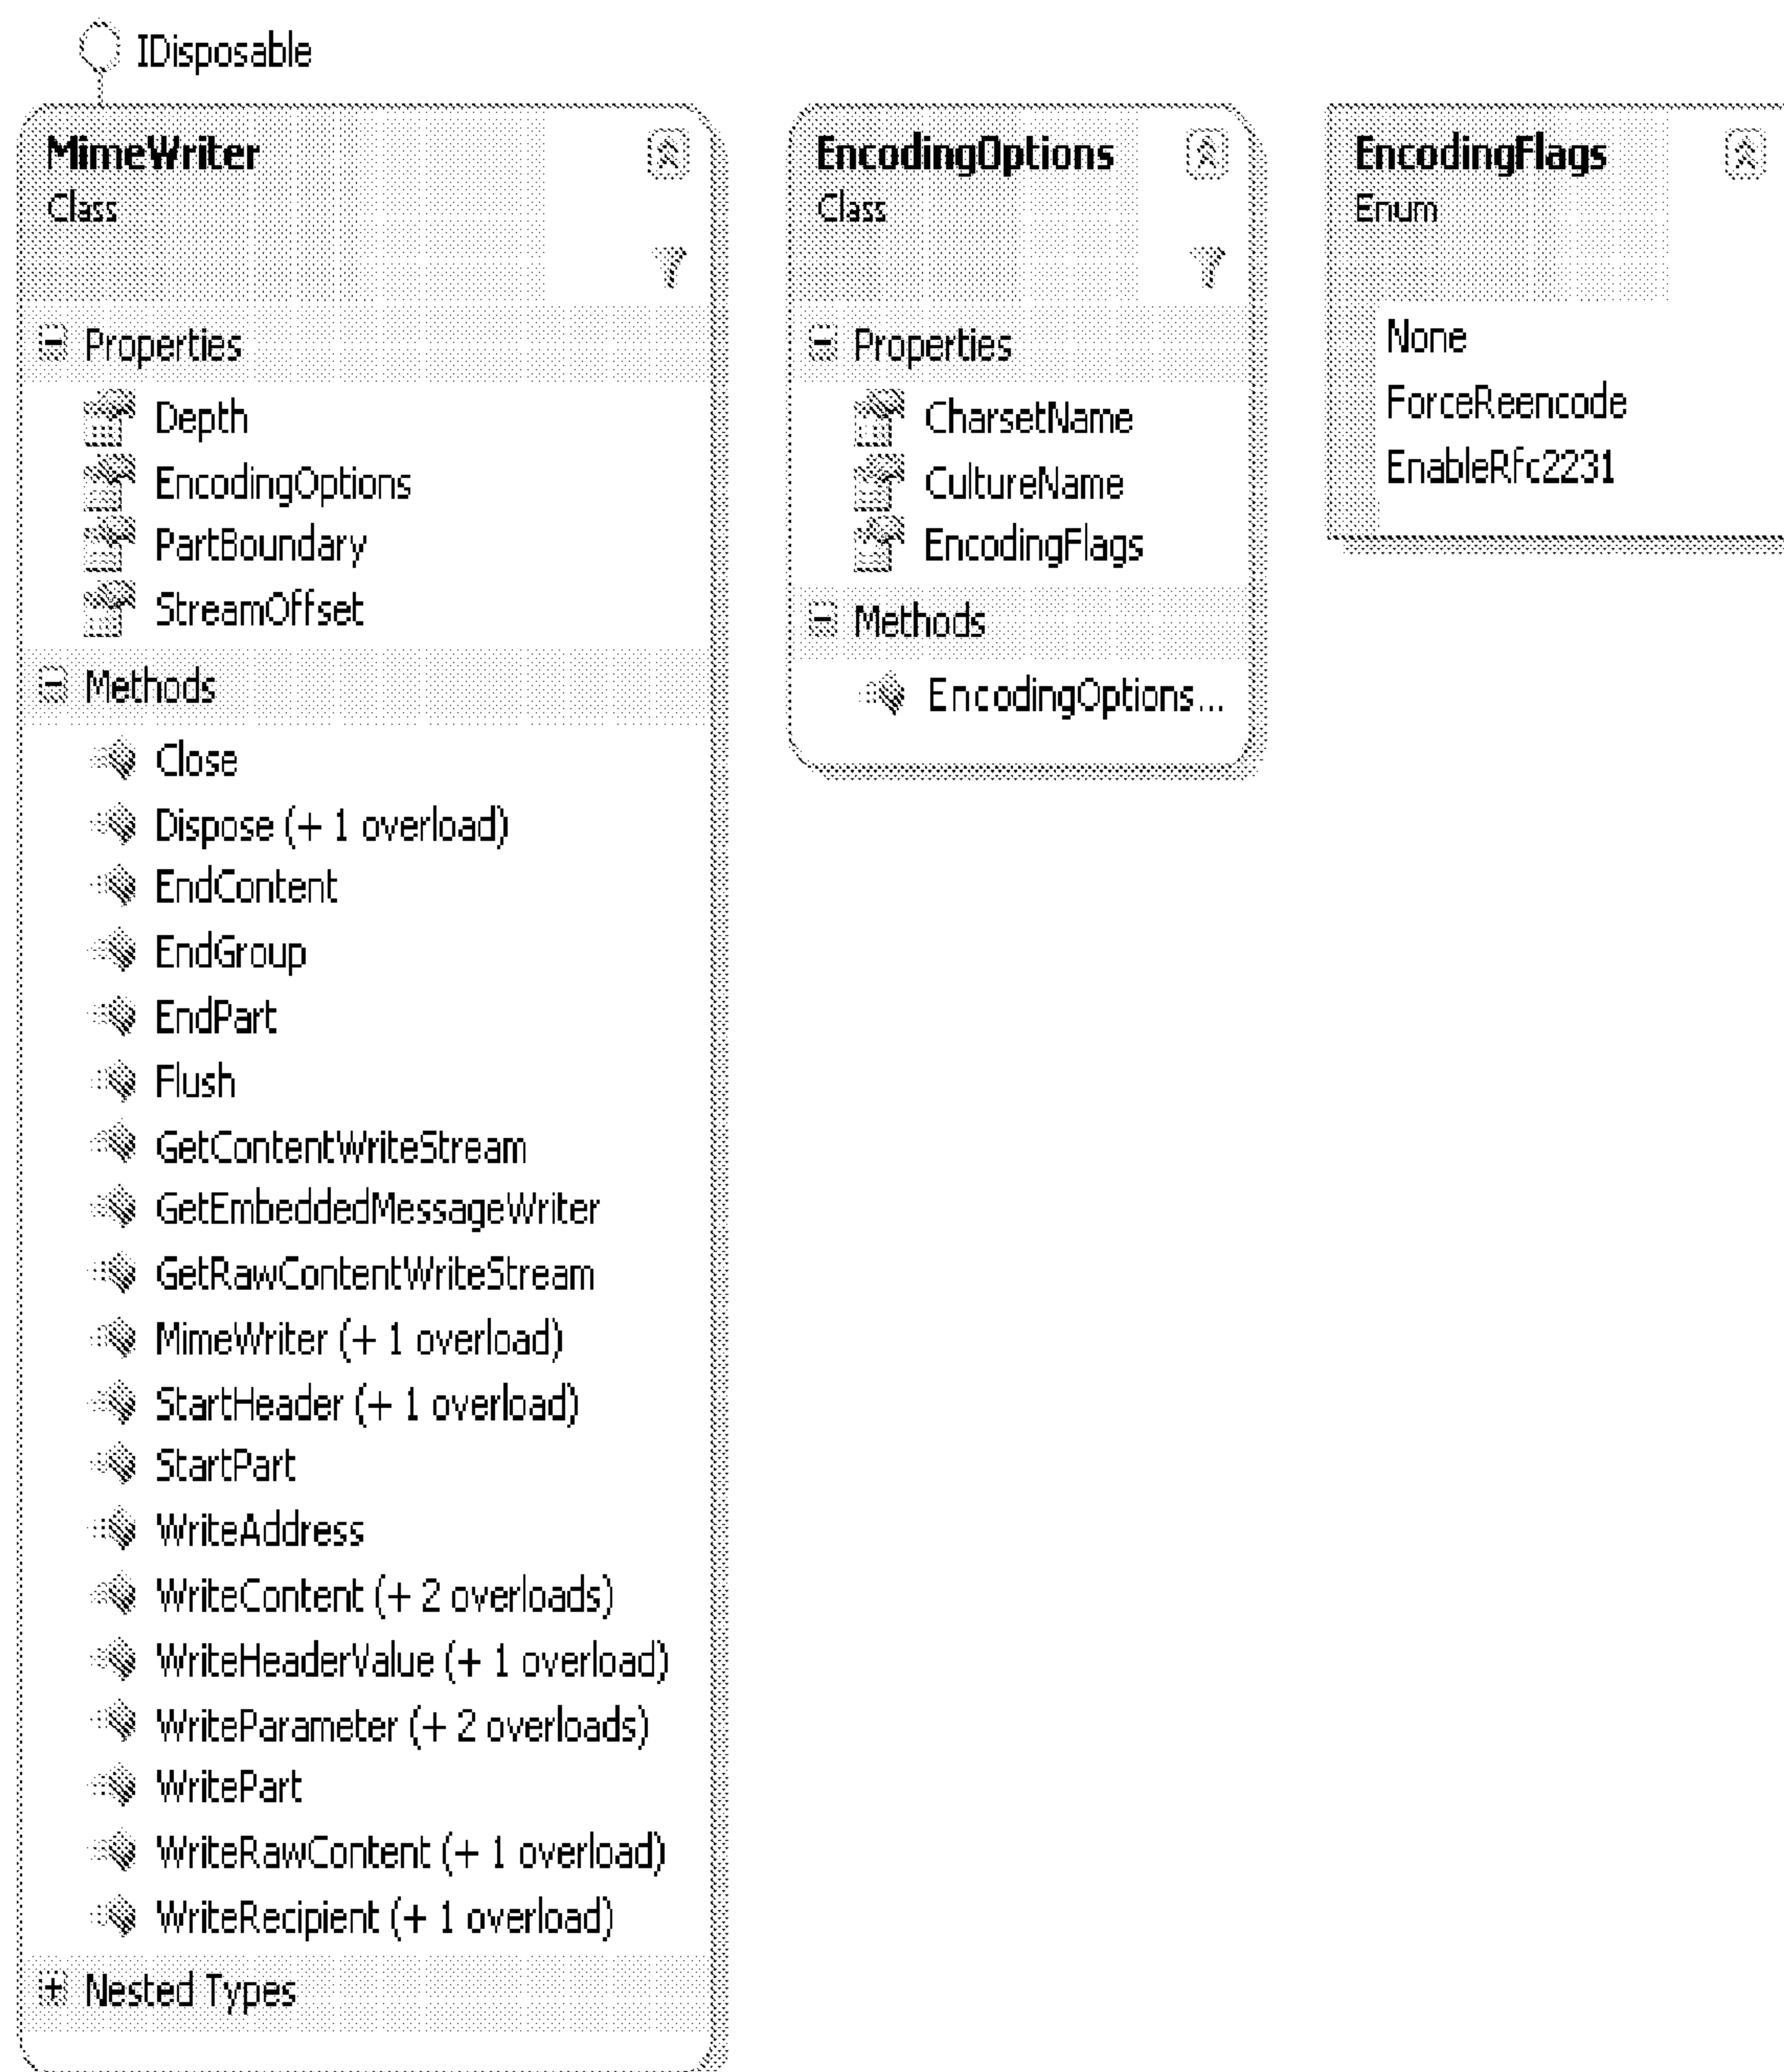 IDisposable
MimeWriter
Class
Properties
Depth
EncodingOptions
PartBoundary
StreamOffset
Methods
Close
Dispose (+ 1 overload)
EndContent
EndGroup
EndPart
Flush
GetContentWriteStream
GetEmbeddedMessageWriter
GetRawContentWriteStream
MimeWriter (+ 1 overload)
StartHeader (+ 1 overload)
StartPart
WriteAddress
WriteContent (+ 2 overloads)
WriteHeaderValue (+ 1 overload)
WriteParameter (+ 2 overloads)
WritePart
WriteRawContent (+ 1 overload)
WriteRecipient (+ 1 overload)
Nested Types
EncodingOptions
Class
Properties
CharsetName
CultureName
EncodingFlags
Methods
EncodingOptions...
EncodingFlags
Enum
None
ForceReencode
EnableRfc2231